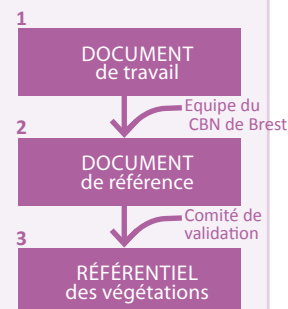 1
DOCUMENT
de travail
Equipe du
CBN de Brest
2
DOCUMENT
de référence
Comité de
validation
3
RÉFÉRENTIEL
des végétations